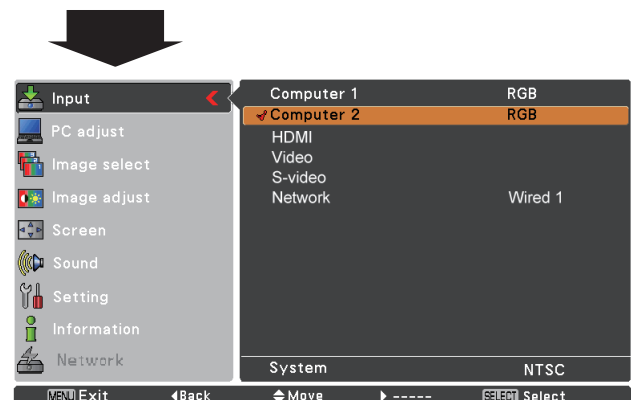 Input
PC adjust
Image select
Image adjust
Screen
Sound
Setting
Information
Network
Computer 1 RGB
Computer 2 RGB
HDMI
Video
S-video
Network Wired 1
System NTSC
MENU Exit Back Move ----- SELECT Select